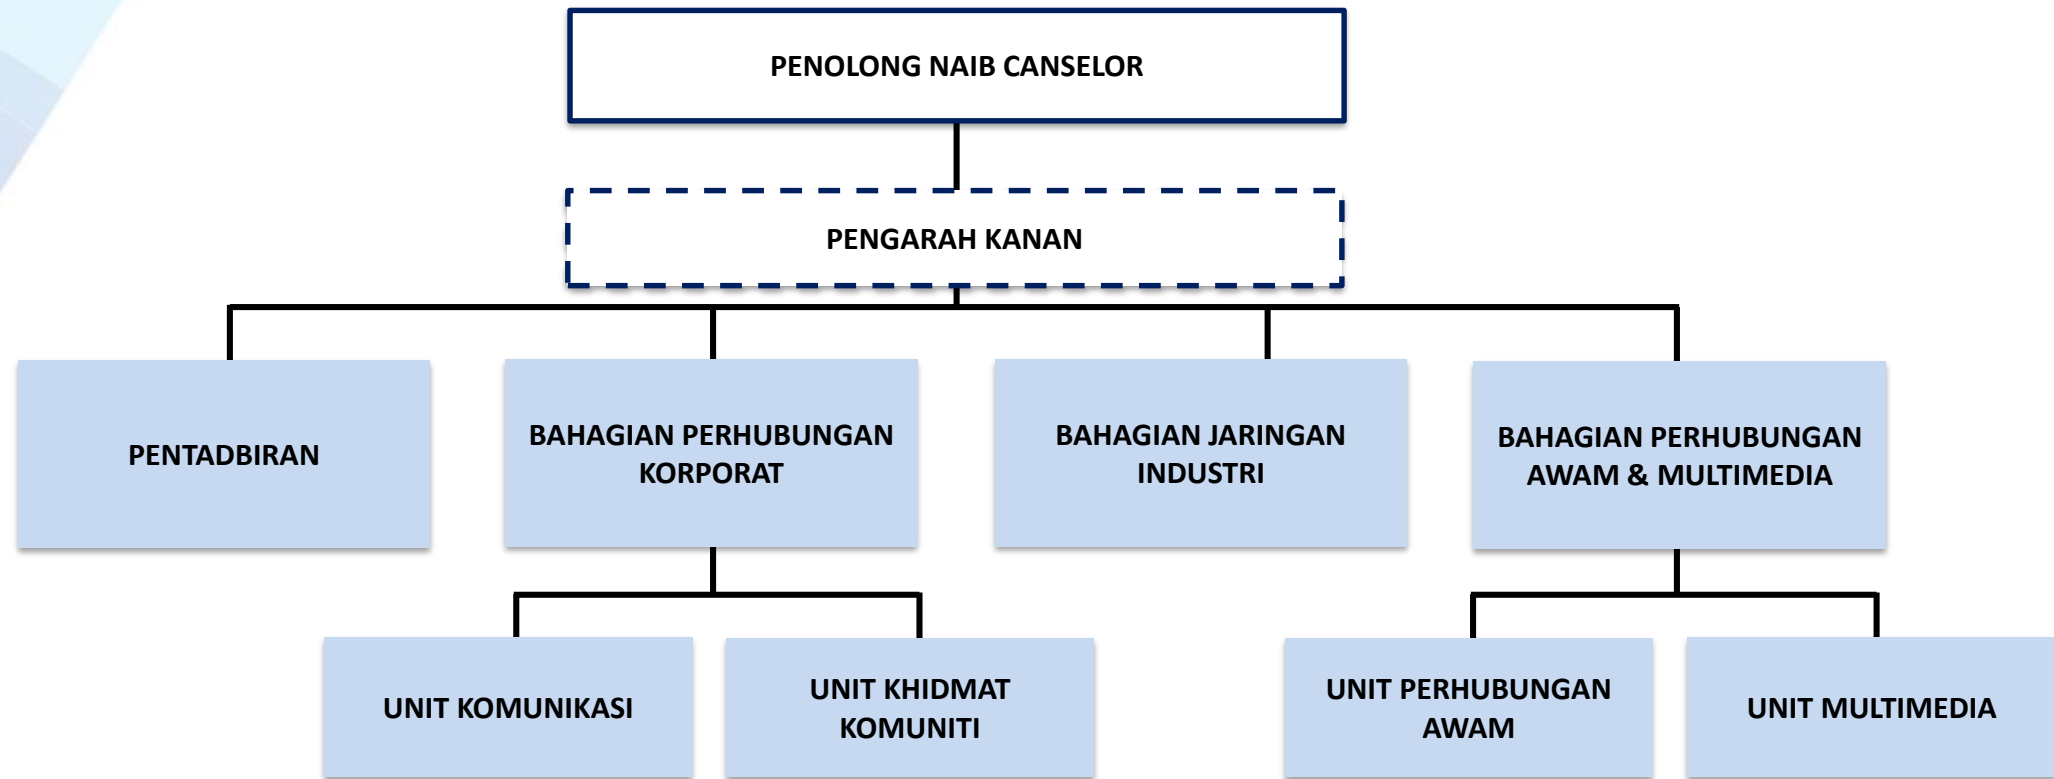 PENOLONG NAIB CANSELOR
PENGARAH KANAN
PENTADBIRAN
BAHAGIAN PERHUBUNGAN
KORPORAT
BAHAGIAN JARINGAN
INDUSTRI
BAHAGIAN PERHUBUNGAN
AWAM & MULTIMEDIA
UNIT KOMUNIKASI
UNIT KHIDMAT
KOMUNITI
UNIT PERHUBUNGAN
AWAM
UNIT MULTIMEDIA